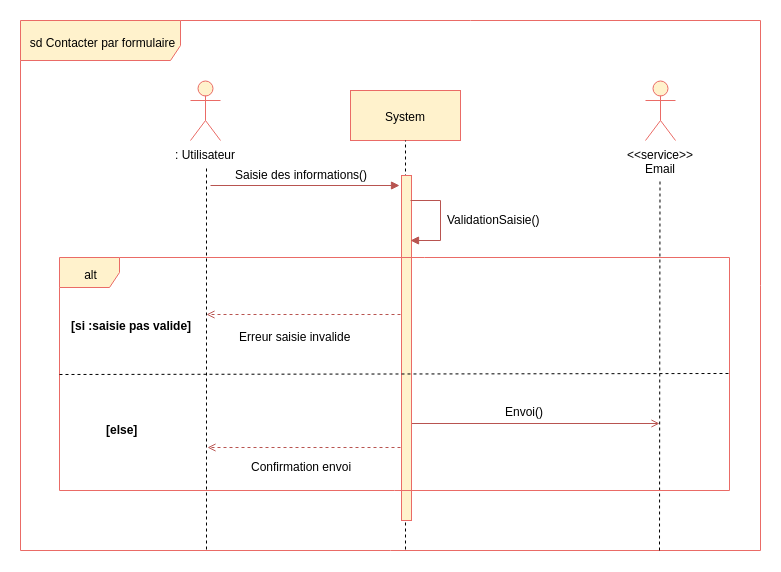 sd Contacter par formulaire
System
: Utilisateur
<<service>>
Email
Saisie des informations()
ValidationSaisie()
alt
[si :saisie pas valide]
Erreur saisie invalide
[else]
Envoi()
Confirmation envoi